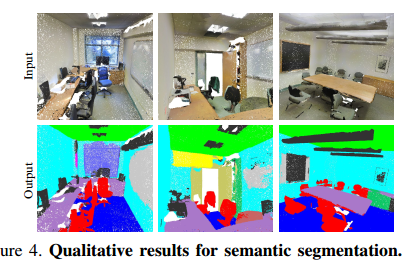 Input
Output
ure 4. Qualitative results for semantic segmentation.